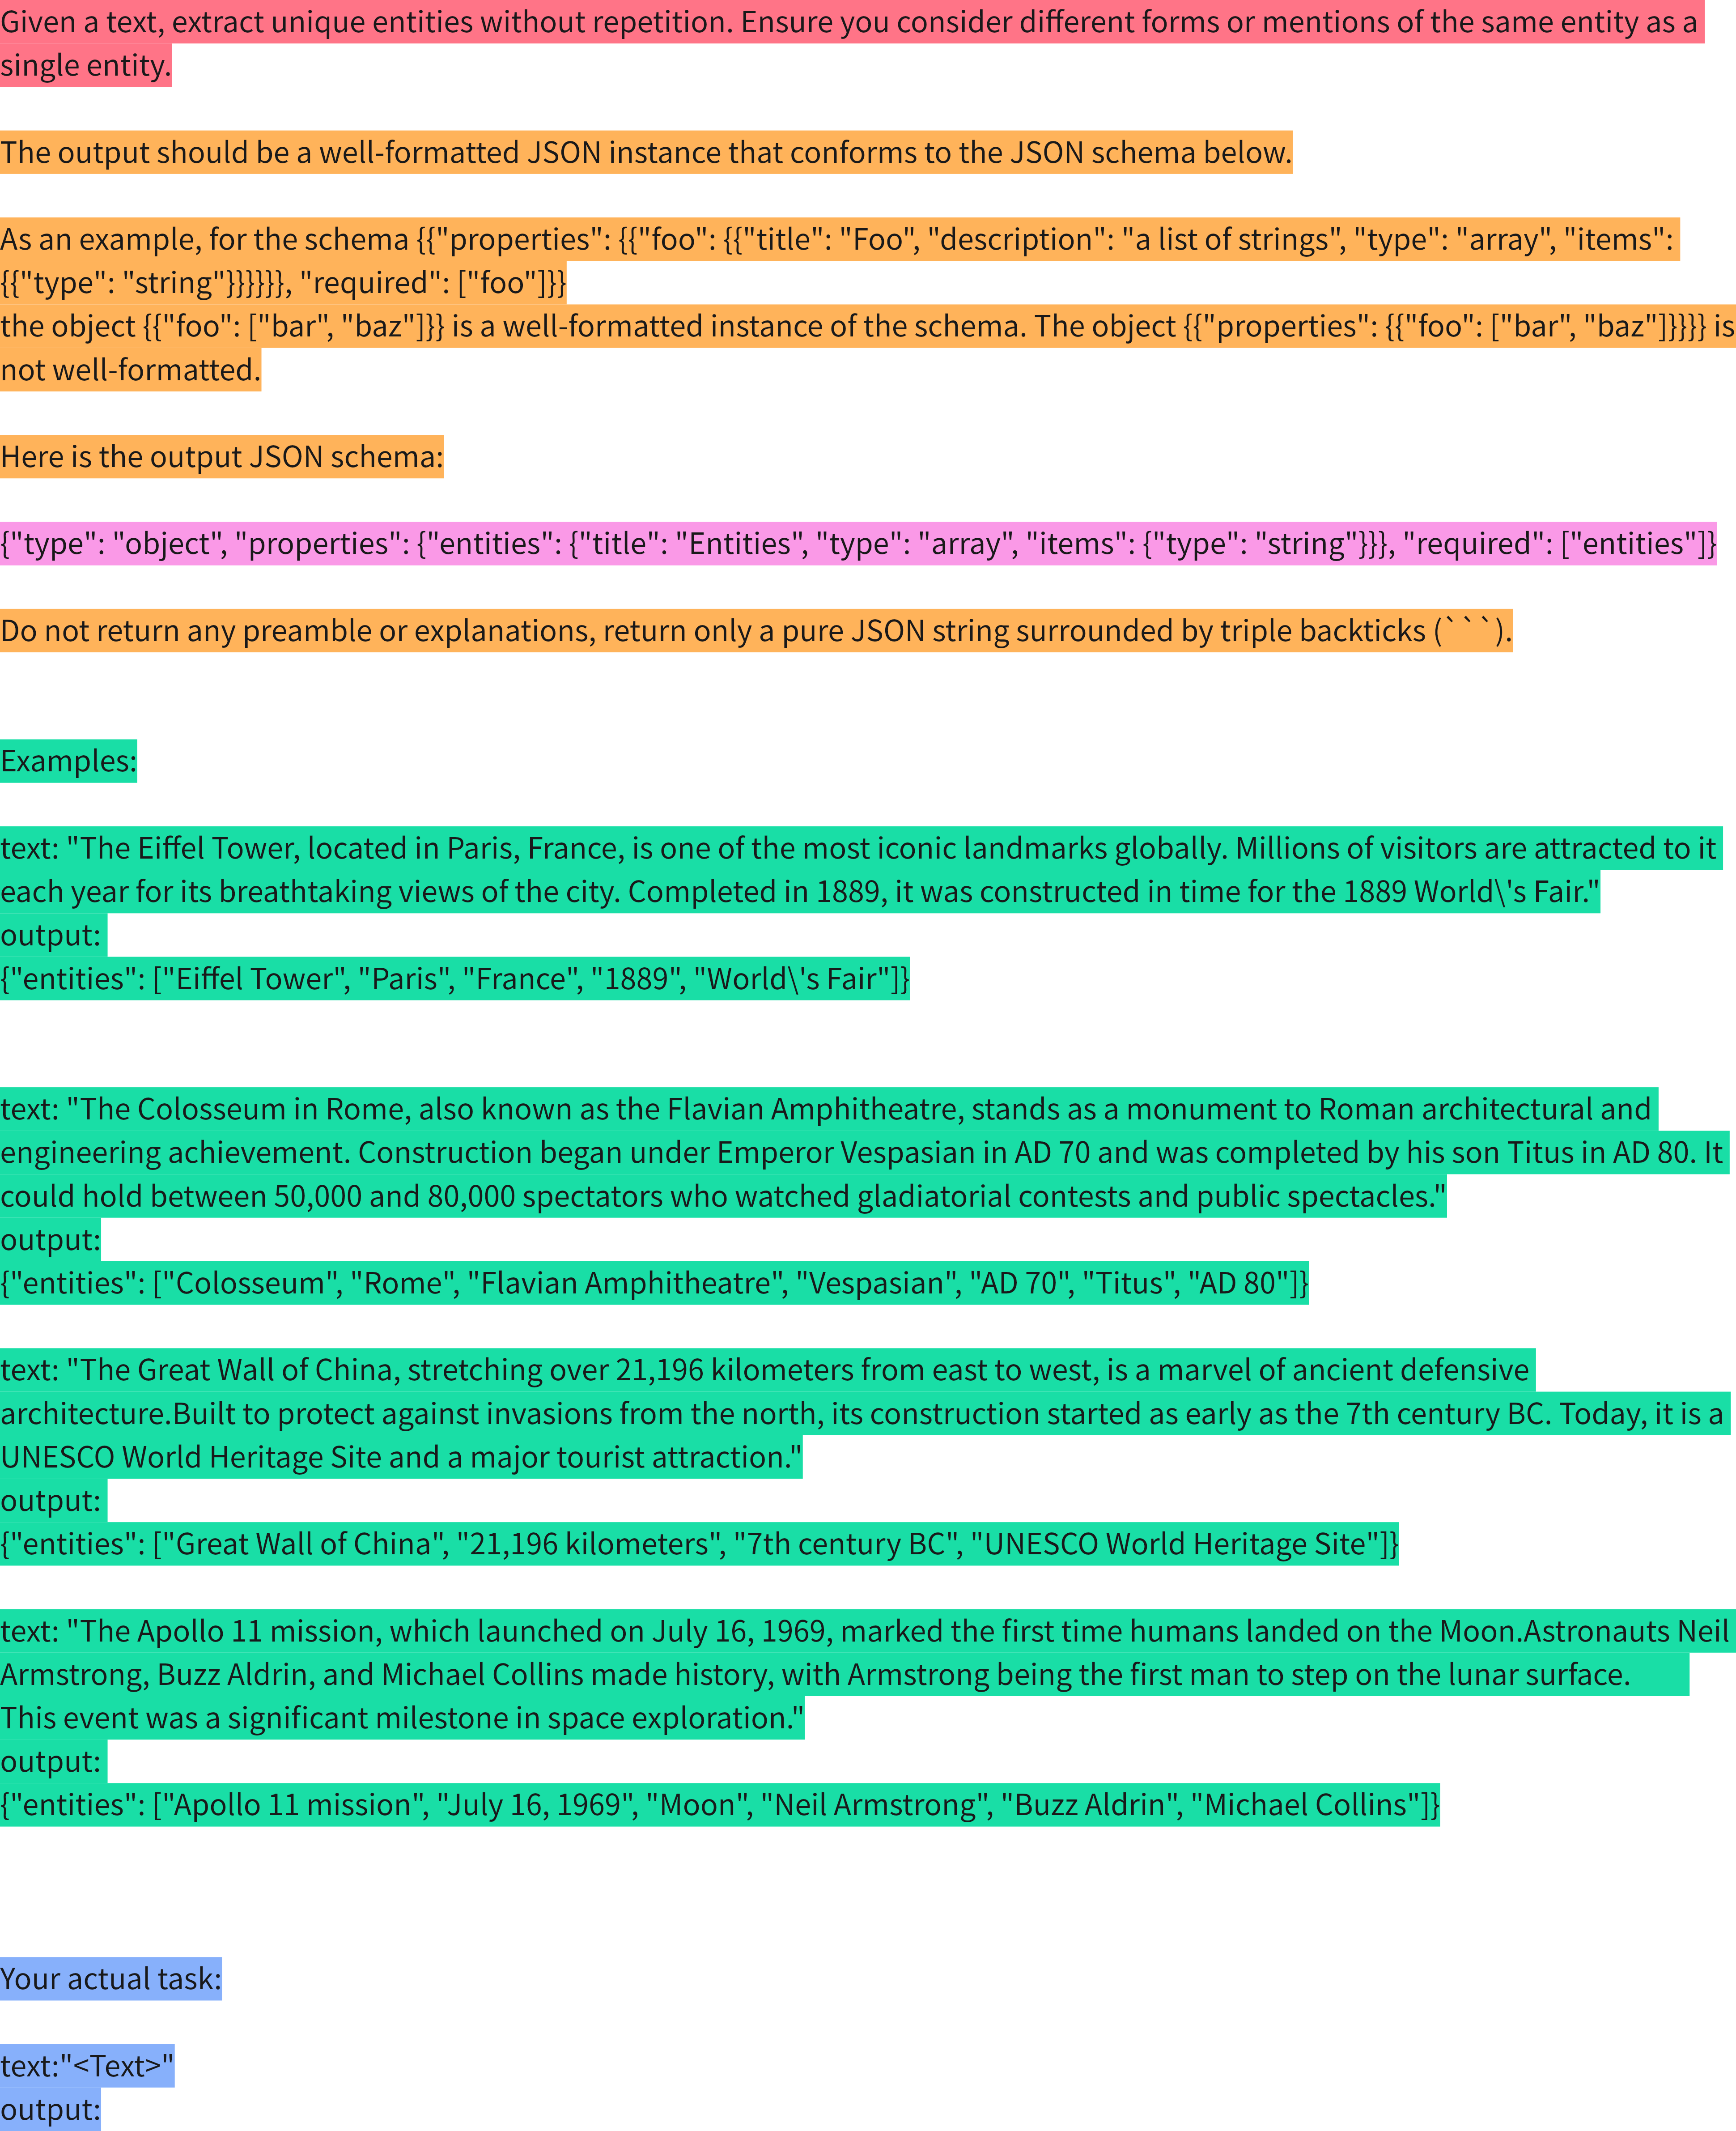 Given a text, extract unique entities without repetition. Ensure you consider different forms or mentions of the same entity as a
single entity.
The output should be a well-formatted JSON instance that conforms to the JSON schema below.
As an example, for the schema {{"properties": {{"foo": {{"title": "Foo", "description": "a list of strings", "type": "array", "items":
{{"type": "string"}}}}}}, "required": ["foo"]}}
the object {{"foo": ["bar", "baz"]}} is a well-formatted instance of the schema. The object {{"properties": {{"foo": ["bar", "baz"]}}}} is
not well-formatted.
Here is the output JSON schema:
{"type": "object", "properties": {"entities": {"title": "Entities", "type": "array", "items": {"type": "string"}}}, "required": ["entities"]}
Do not return any preamble or explanations, return only a pure JSON string surrounded by triple backticks (```).
Examples:
text: "The Eiffel Tower, located in Paris, France, is one of the most iconic landmarks globally. Millions of visitors are attracted to it
each year for its breathtaking views of the city. Completed in 1889, it was constructed in time for the 1889 World\'s Fair."
output:
{"entities": ["Eiffel Tower", "Paris", "France", "1889", "World\'s Fair"]}
text: "The Colosseum in Rome, also known as the Flavian Amphitheatre, stands as a monument to Roman architectural and
engineering achievement. Construction began under Emperor Vespasian in AD 70 and was completed by his son Titus in AD 80. It
could hold between 50,000 and 80,000 spectators who watched gladiatorial contests and public spectacles."
output:
{"entities": ["Colosseum", "Rome", "Flavian Amphitheatre", "Vespasian", "AD 70", "Titus", "AD 80"]}
text: "The Great Wall of China, stretching over 21,196 kilometers from east to west, is a marvel of ancient defensive
architecture.Built to protect against invasions from the north, its construction started as early as the 7th century BC. Today, it is a
UNESCO World Heritage Site and a major tourist attraction."
output:
{"entities": ["Great Wall of China", "21,196 kilometers", "7th century BC", "UNESCO World Heritage Site"]}
text: "The Apollo 11 mission, which launched on July 16, 1969, marked the first time humans landed on the Moon.Astronauts Neil
Armstrong, Buzz Aldrin, and Michael Collins made history, with Armstrong being the first man to step on the lunar surface.
This event was a significant milestone in space exploration."
output:
{"entities": ["Apollo 11 mission", "July 16, 1969", "Moon", "Neil Armstrong", "Buzz Aldrin", "Michael Collins"]}
Your actual task:
text:"<Text>"
output: